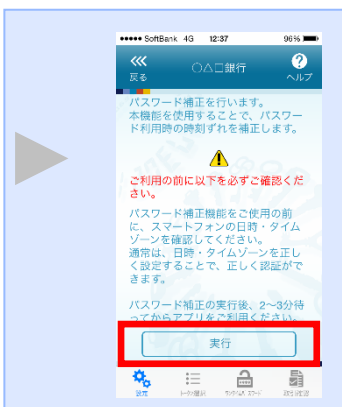 ●●●●● SoftBank 4G 12:37 96%
戻る ○△□銀行 ヘルプ
パスワード補正を行います。
本機能を使用することで、パスワー
ド利用時の時刻ずれを補正します。
ご利用の前に以下を必ずご確認くだ
さい。
パスワード補正機能をご使用の前
に、スマートフォンの日時・タイム
ゾーンを確認してください。
通常は、日時・タイムゾーンを正し
く設定することで、正しく認証がで
きます。
パスワード補正の実行後、2〜3分待
ってからアプリをご利用ください。
実行
設定